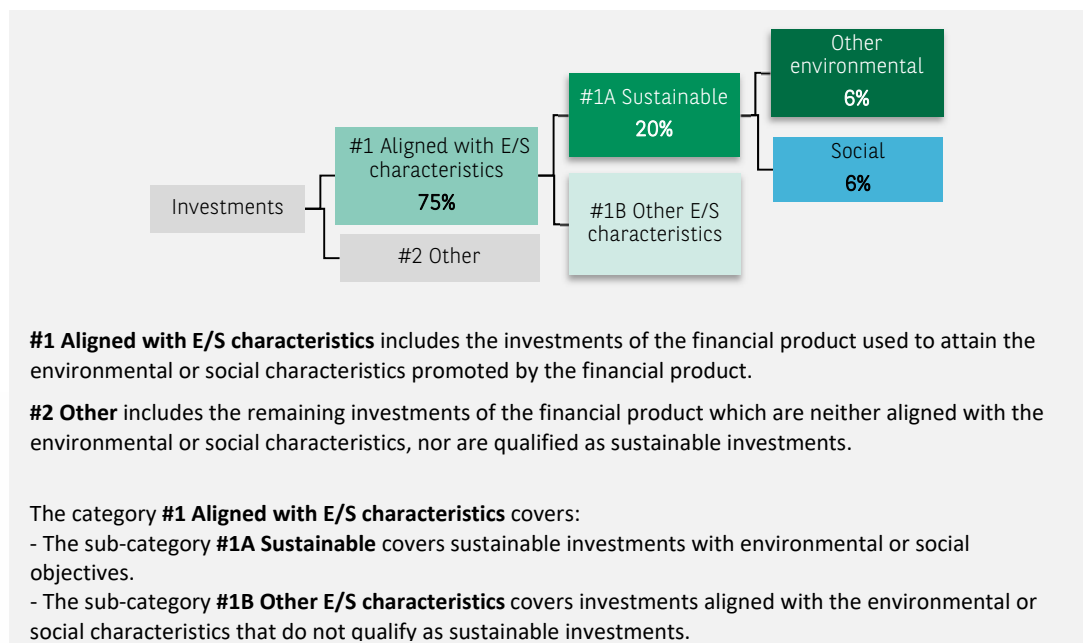 Other
environmental
6%
#1A Sustainable
20%
Social
6%
#1 Aligned with E/S
characteristics
75%
Investments
#1B Other E/S
characteristics
#2 Other
#1 Aligned with E/S characteristics includes the investments of the financial product used to attain the
environmental or social characteristics promoted by the financial product.
#2 Other includes the remaining investments of the financial product which are neither aligned with the
environmental or social characteristics, nor are qualified as sustainable investments.
The category #1 Aligned with E/S characteristics covers:
- The sub-category #1A Sustainable covers sustainable investments with environmental or social
objectives.
- The sub-category #1B Other E/S characteristics covers investments aligned with the environmental or
social characteristics that do not qualify as sustainable investments.